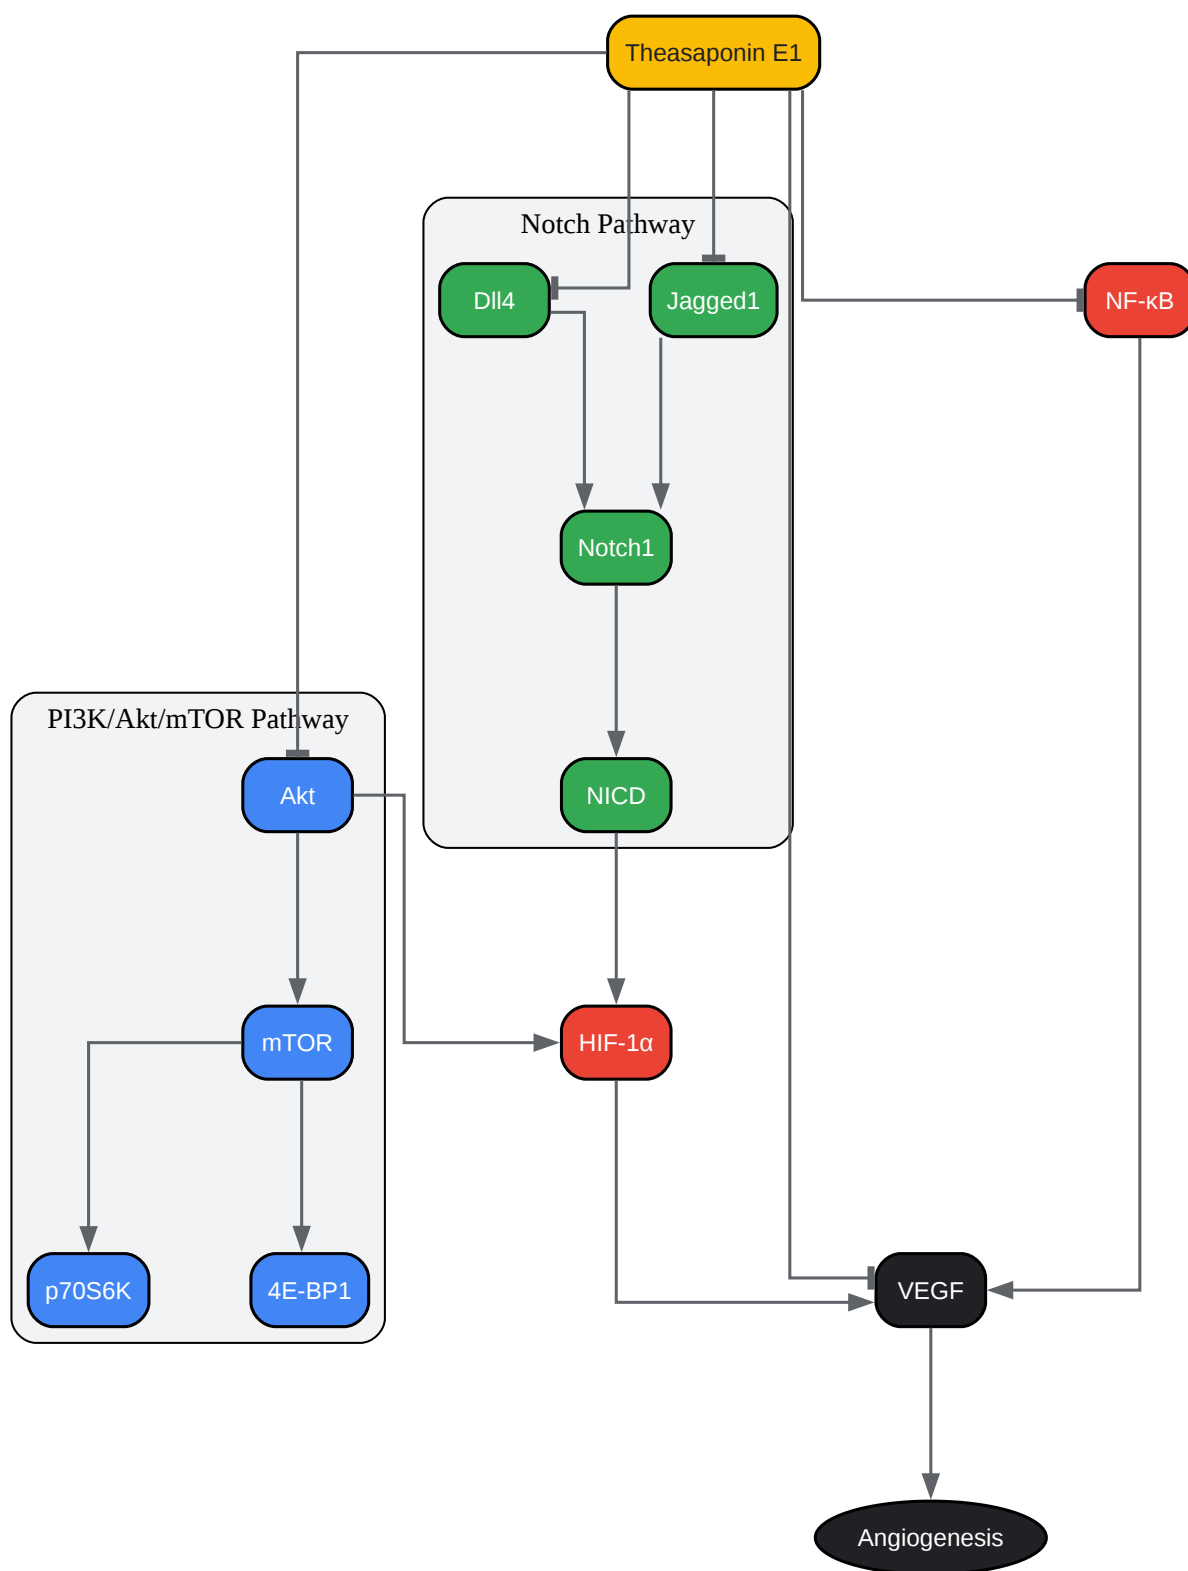 Theasaponin E1
Notch Pathway
Dll4
Jagged1
NF-κB
Notch1
PI3K/Akt/mTOR Pathway
Akt
NICD
mTOR
HIF-1α
p70S6K
4E-BP1
VEGF
Angiogenesis